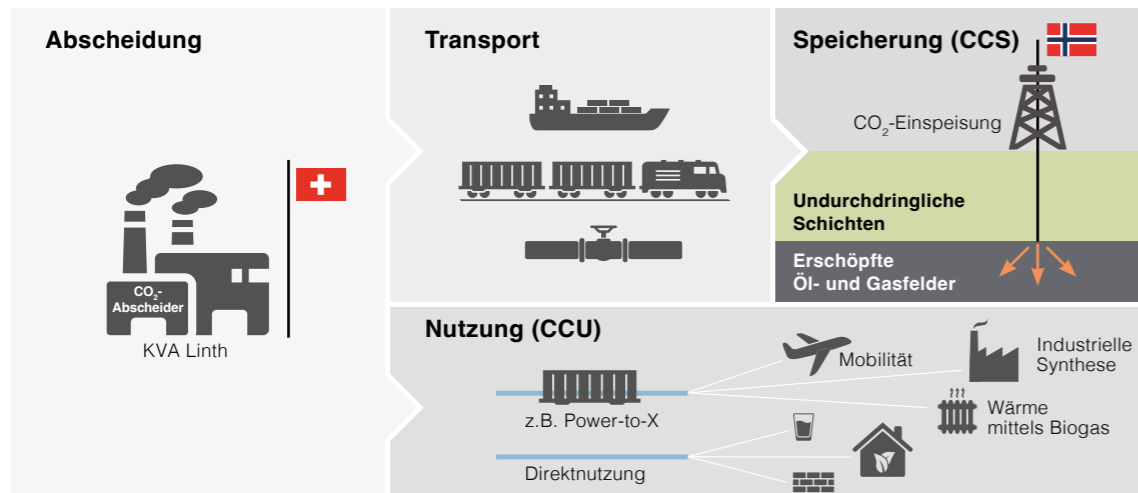 Abscheidung
CO₂-
Abscheider
KVA Linth
Transport
Speicherung (CCS)
CO₂-Einspeisung
Undurchdringliche
Schichten
Erschöpfte
Öl- und Gasfelder
Nutzung (CCU)
z.B. Power-to-X
Mobilität
Industrielle
Synthese
Wärme
mittels Biogas
Direktnutzung